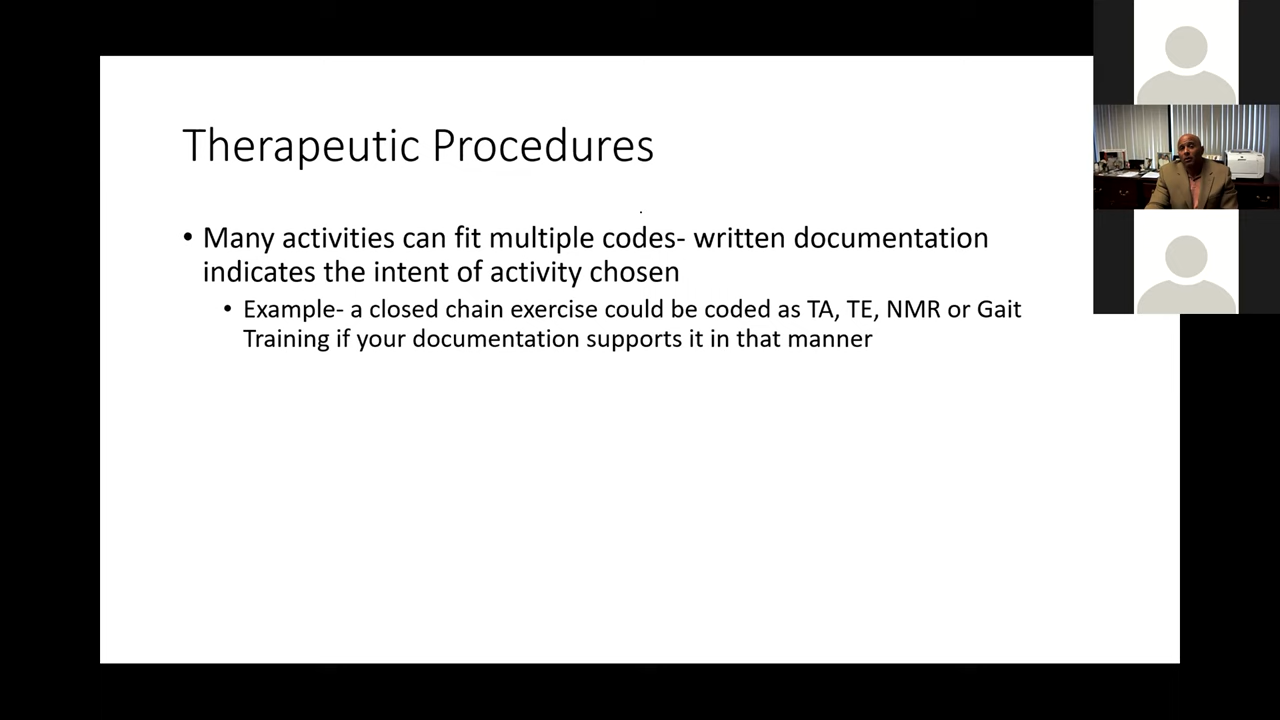 Therapeutic Procedures
• Many activities can fit multiple codes- written documentation
indicates the intent of activity chosen
• Example- a closed chain exercise could be coded as TA, TE, NMR or Gait
Training if your documentation supports it in that manner